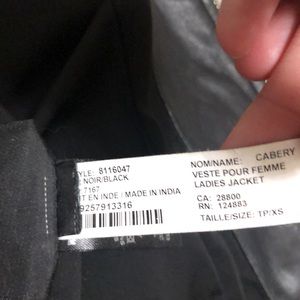 YLE: 8116047
NOIR/BLACK
7167
IT EN INDE / MADE IN INDIA
9257913316
NOM/NAME: CABERY
VESTE POUR FEMME
LADIES JACKET
CA: 28800
RN: 124883
TAILLE/SIZE: TP/XS